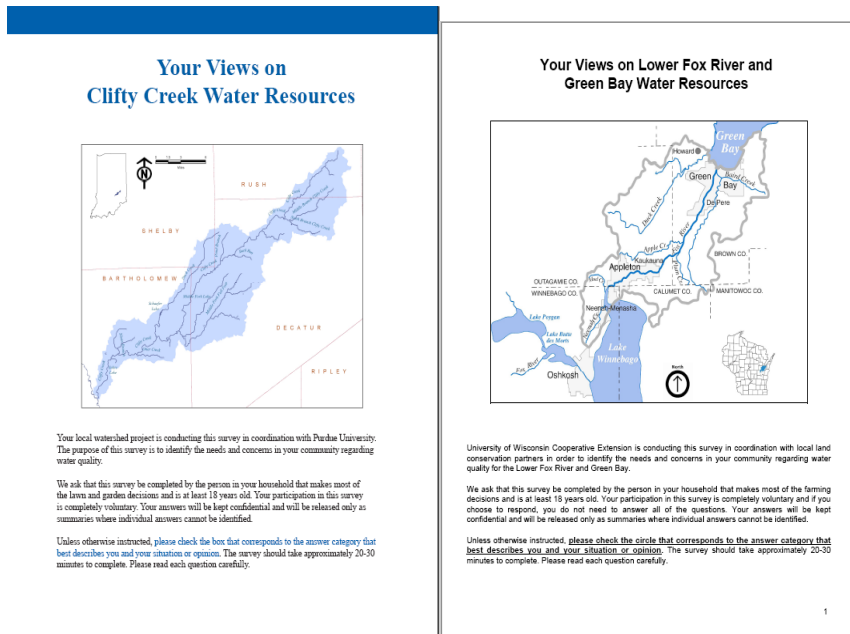 Your Views on
Clifty Creek Water Resources
N
RUSH
SHELBY
BARTHOLOMEW
DECATUR
RIPLEY
Your local watershed project is conducting this survey in coordination with Purdue University.
The purpose of this survey is to identify the needs and concerns in your community regarding
water quality.
We ask that this survey be completed by the person in your household that makes most of
the lawn and garden decisions and is at least 18 years old. Your participation in this survey
is completely voluntary. Your answers will be kept confidential and will be released only as
summaries where individual answers cannot be identified.
Unless otherwise instructed, please check the box that corresponds to the answer category that
best describes you and your situation or opinion. The survey should take approximately 20-30
minutes to complete. Please read each question carefully.
Your Views on Lower Fox River and
Green Bay Water Resources
Green
Bay
Howard
Green
Bay
Baird Creek
De Pere
Duck Creek
River
Apple Cr.
Kaukauna
Appleton
BROWN CO.
OUTAGAMIE CO.
WINNEBAGO CO.
CALUMET CO.
MANITOWOC CO.
Neenah-Menasha
Lake Poygan
Lake Butte
des Morts
Lake
Winnebago
Fox River
Oshkosh
North
University of Wisconsin Cooperative Extension is conducting this survey in coordination with local land
conservation partners in order to identify the needs and concerns in your community regarding water
quality for the Lower Fox River and Green Bay.
We ask that this survey be completed by the person in your household that makes most of the farming
decisions and is at least 18 years old. Your participation in this survey is completely voluntary and if you
choose to respond, you do not need to answer all of the questions. Your answers will be kept
confidential and will be released only as summaries where individual answers cannot be identified.
Unless otherwise instructed, please check the circle that corresponds to the answer category that
best describes you and your situation or opinion. The survey should take approximately 20-30
minutes to complete. Please read each question carefully.
1